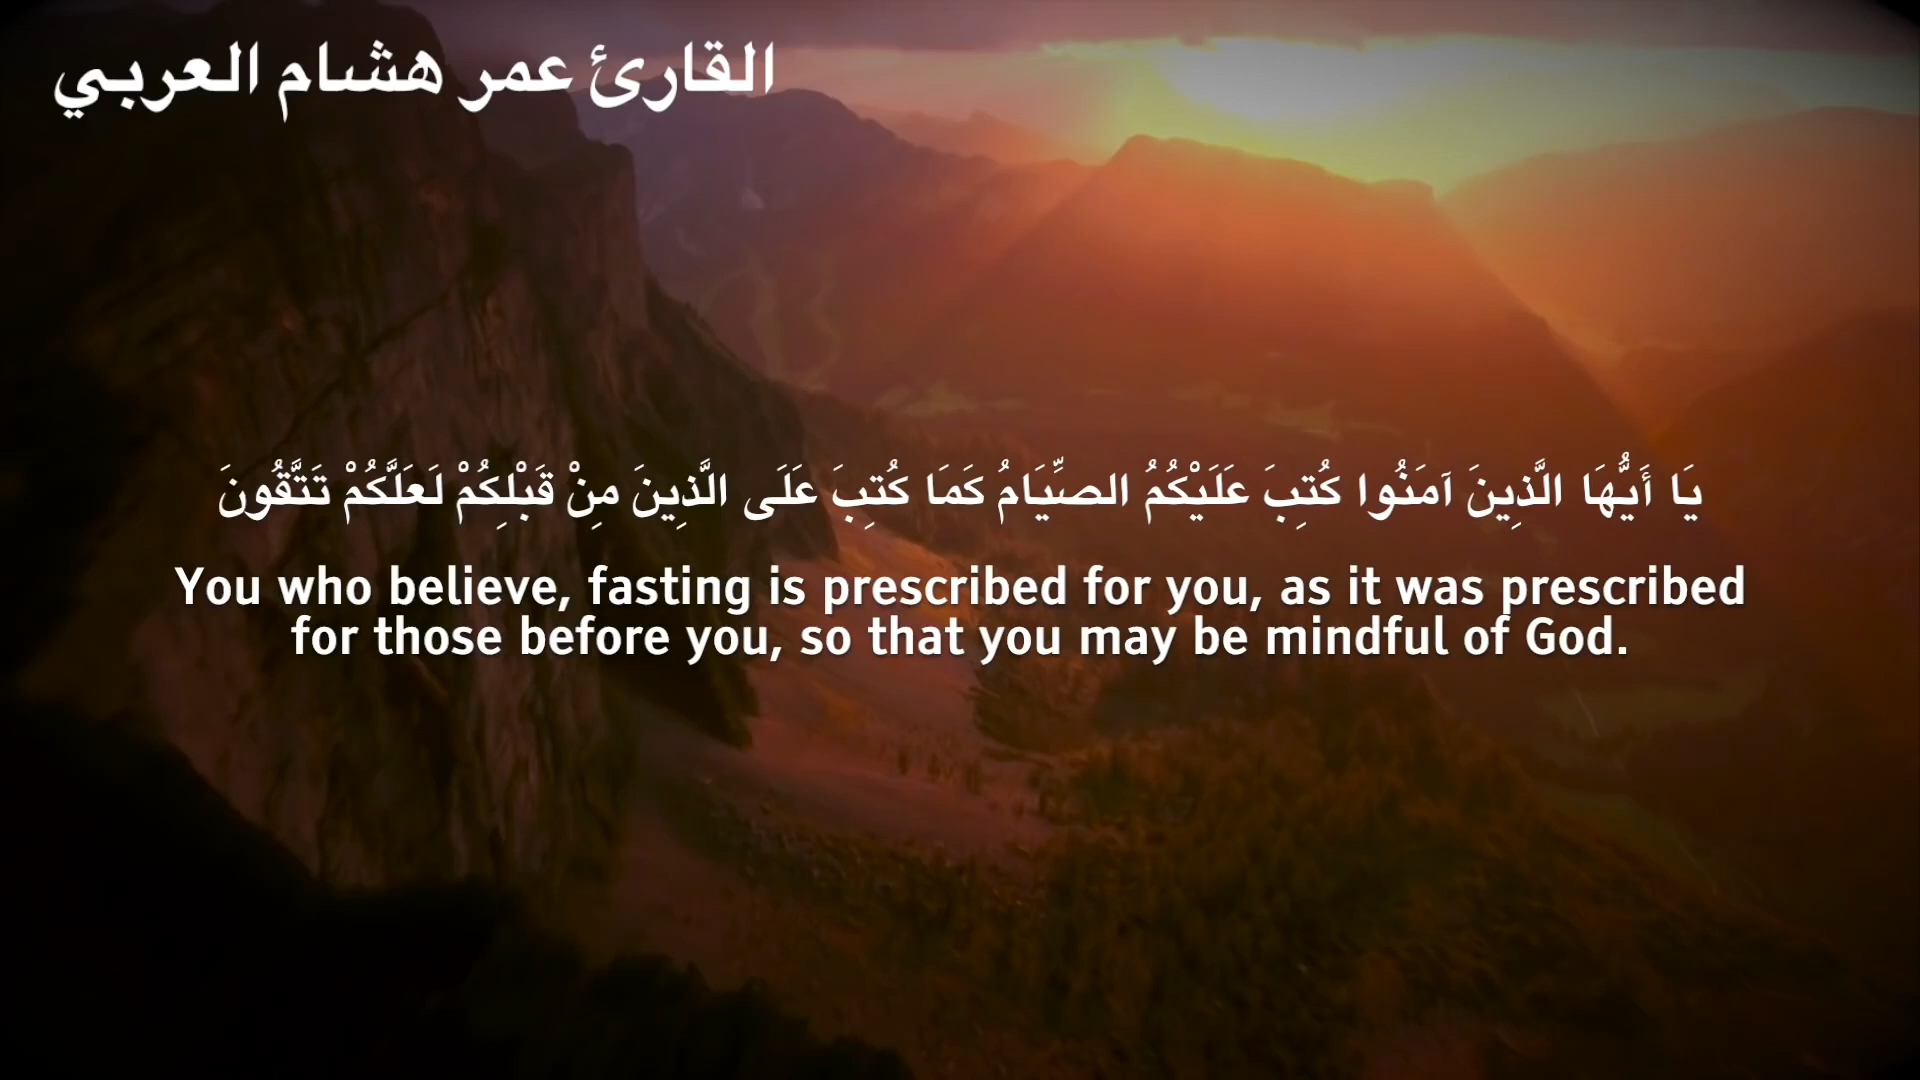 القارئ عمر هشام العربي
يَا أَيُّهَا الَّذِينَ آمَنُوا كُتِبَ عَلَيْكُمُ الصِّيَامُ كَمَا كُتِبَ عَلَى الَّذِينَ مِنْ قَبْلِكُمْ لَعَلَّكُمْ تَتَّقُونَ
You who believe, fasting is prescribed for you, as it was prescribed
for those before you, so that you may be mindful of God.